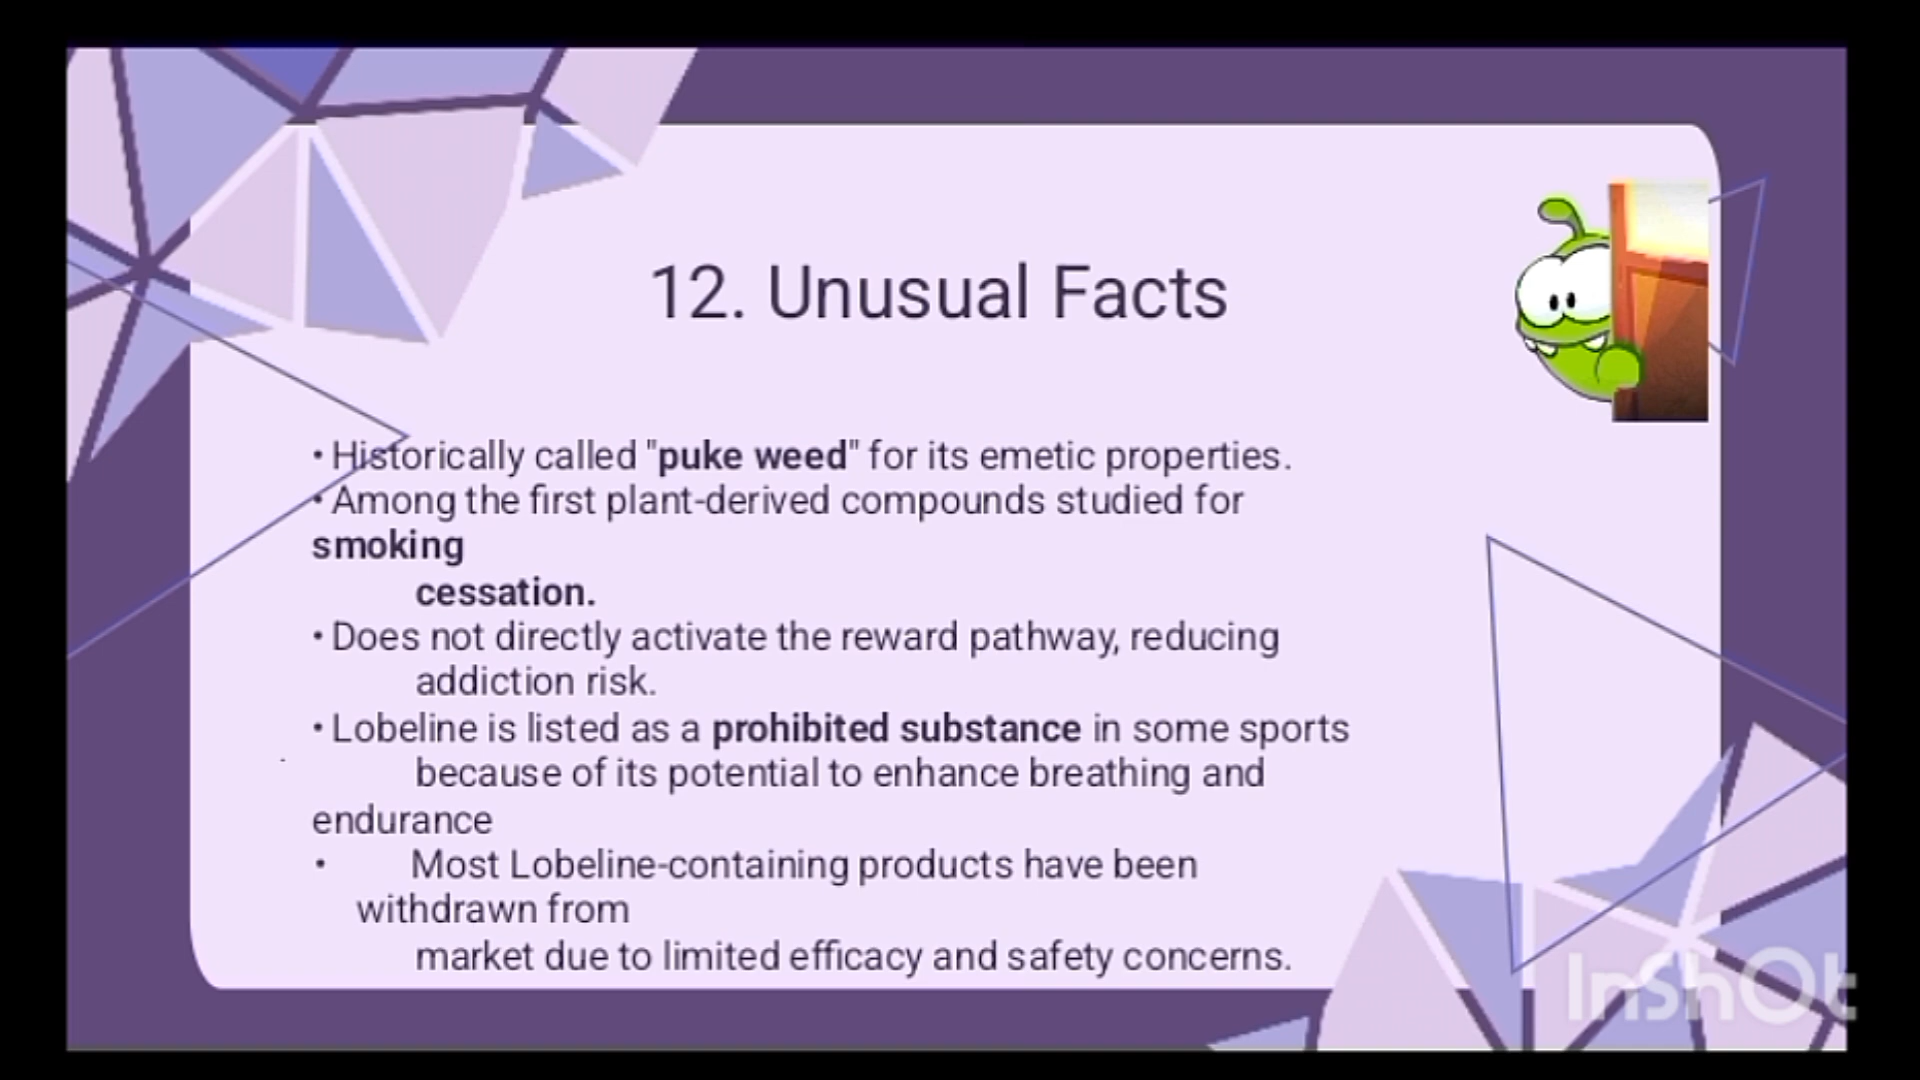 12. Unusual Facts
• Historically called "puke weed" for its emetic properties.
• Among the first plant-derived compounds studied for
smoking
cessation.
• Does not directly activate the reward pathway, reducing
addiction risk.
• Lobeline is listed as a prohibited substance in some sports
because of its potential to enhance breathing and
endurance
• Most Lobeline-containing products have been
withdrawn from
market due to limited efficacy and safety concerns.
InShOt